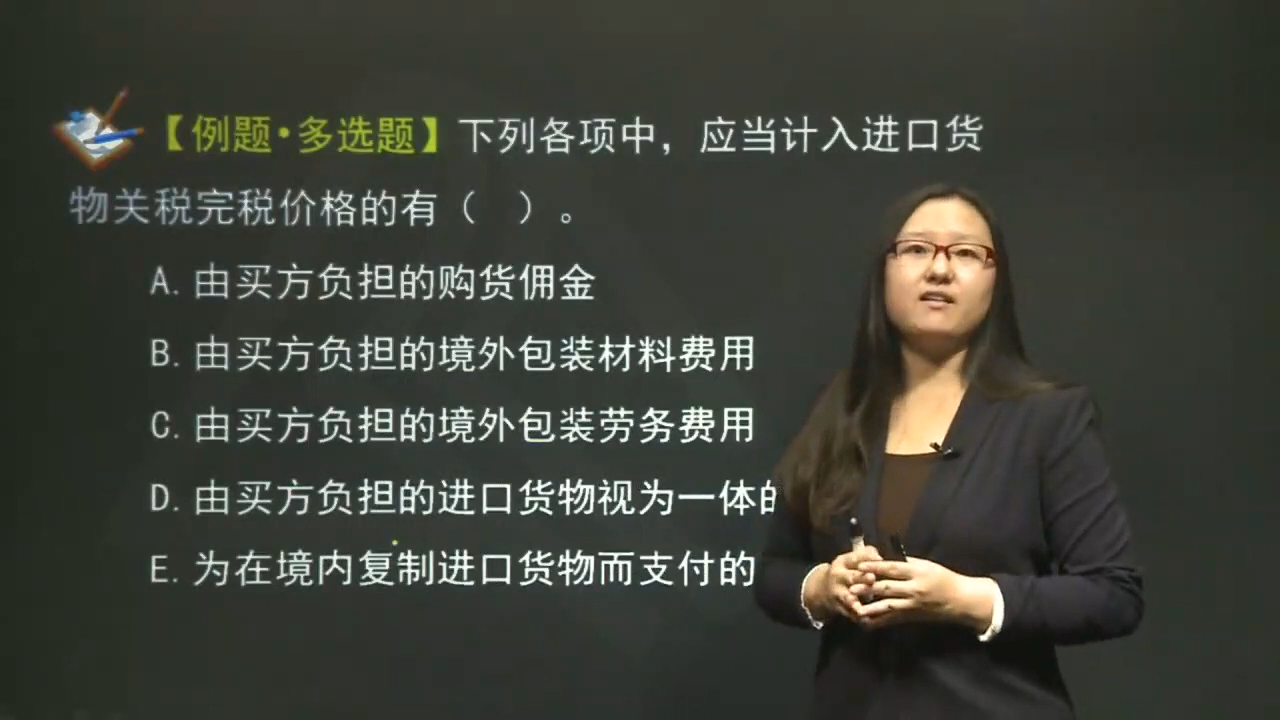 【例题·多选题】下列各项中，应当计入进口货
物关税完税价格的有（ ）。
A. 由买方负担的购货佣金
B. 由买方负担的境外包装材料费用
C. 由买方负担的境外包装劳务费用
D. 由买方负担的进口货物视为一体的
E. 为在境内复制进口货物而支付的